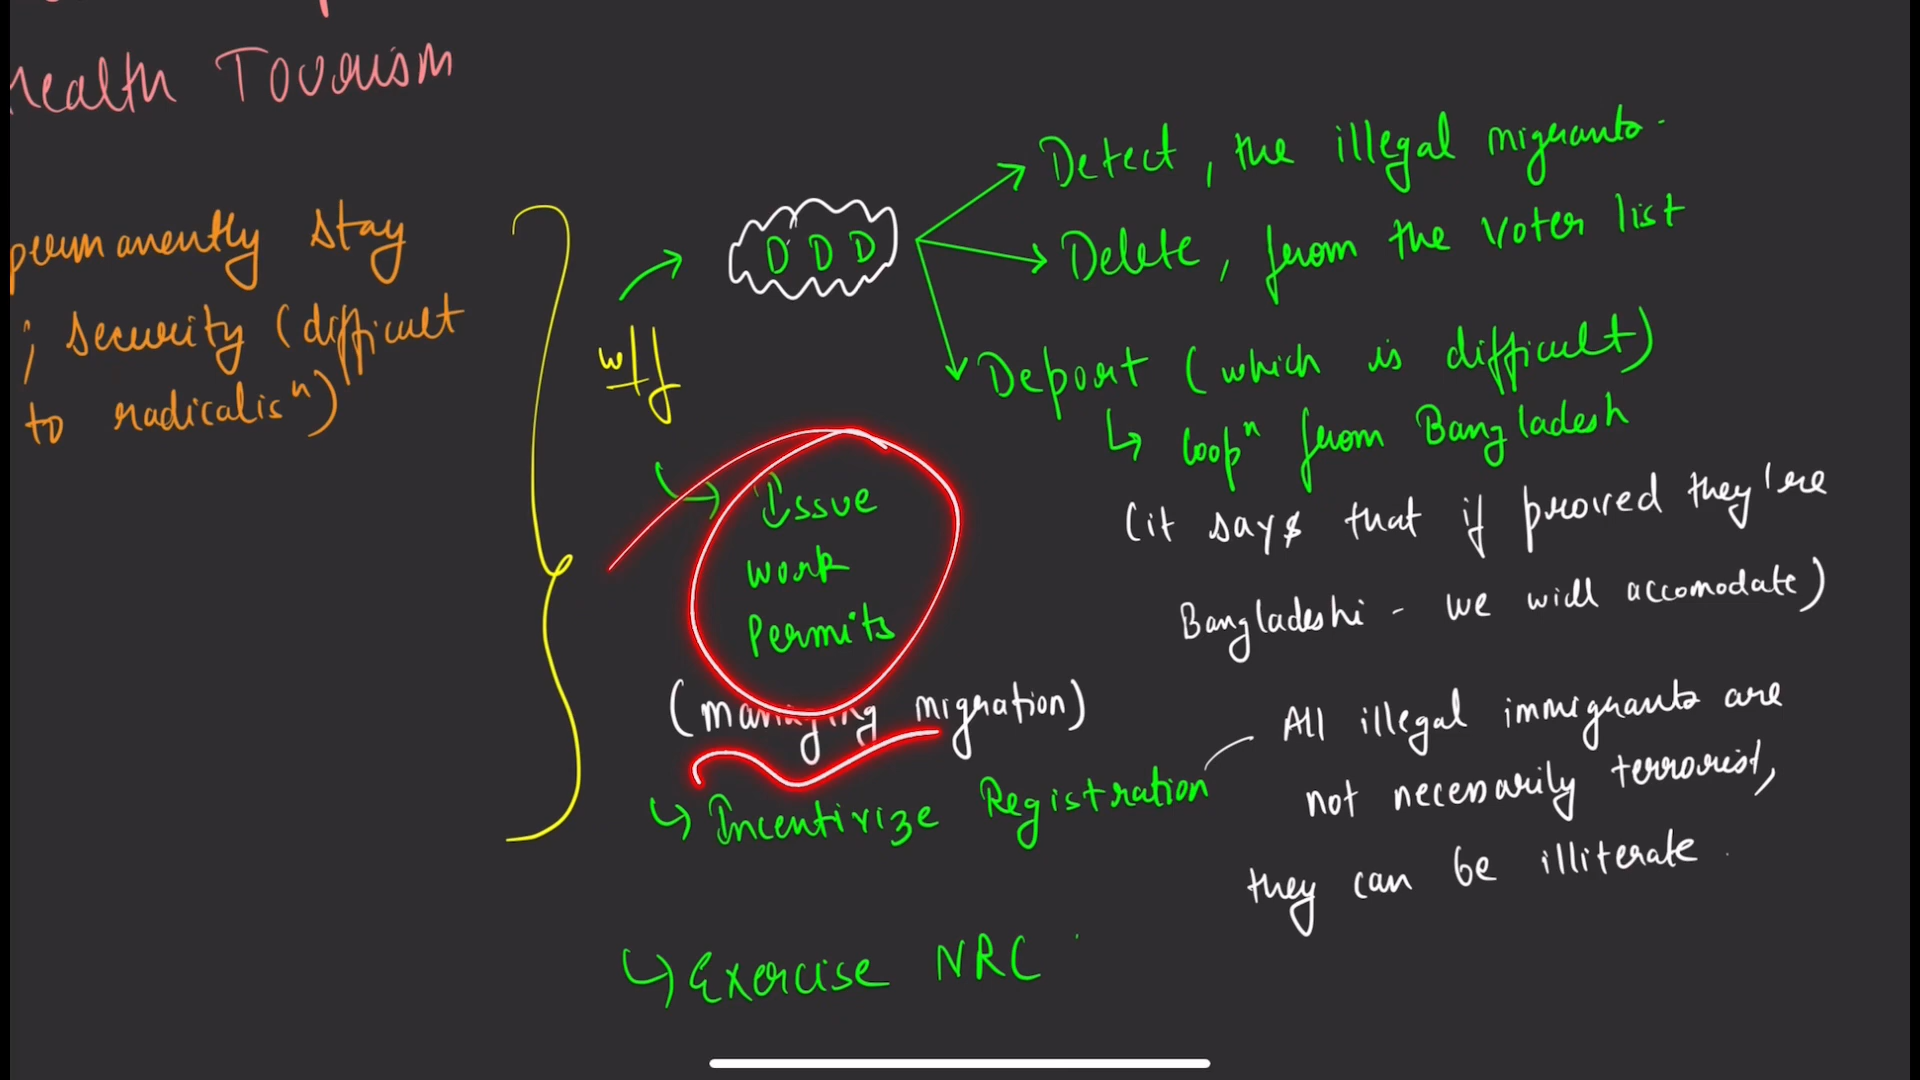 Health Tourism
permanently stay
; security (difficult
to radicalisⁿ)
w/f
DDD
Detect, the illegal migrants.
Delete, from the voter list
Deport (which is difficult)
↳ coopⁿ from Bangladesh
(it says that if proved they're
Bangladeshi - we will accomodate)
Issue
work
Permits
(managing migration)
↳ Incentivize Registration
All illegal immigrants are
not necessarily terrorist,
they can be illiterate.
↳ Exercise NRC